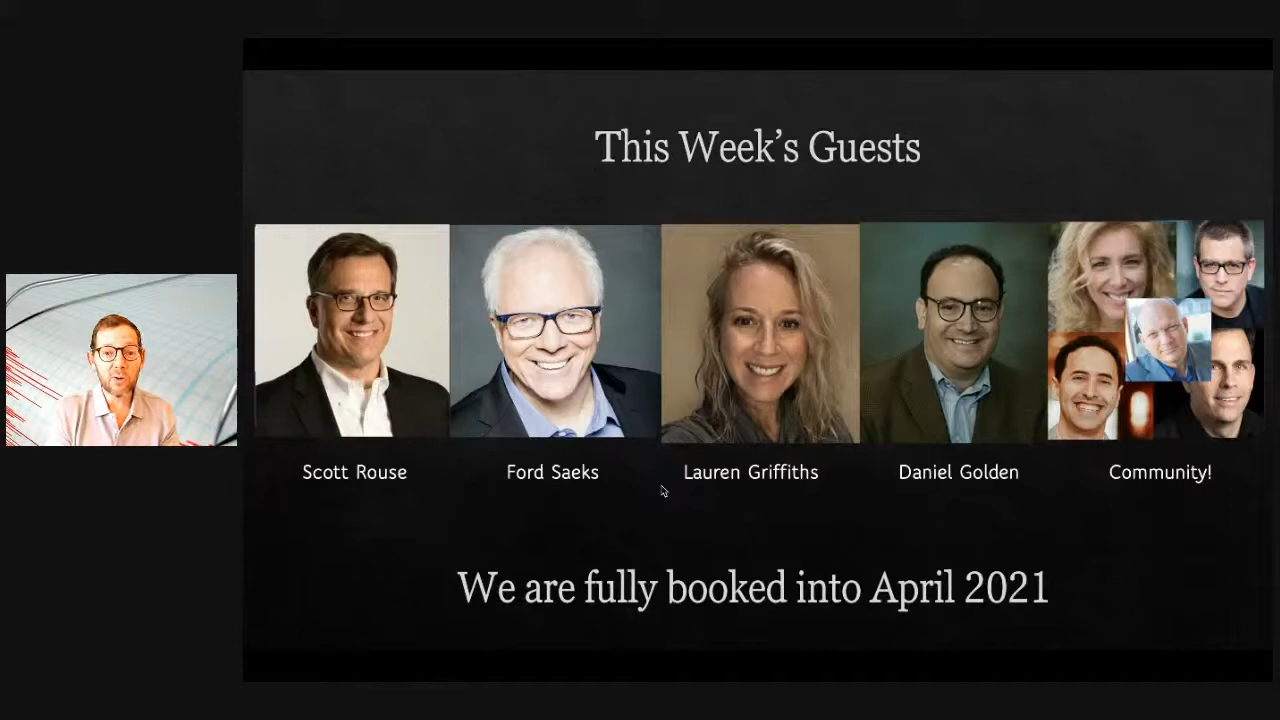 This Week's Guests
Scott Rouse
Ford Saeks
Lauren Griffiths
Daniel Golden
Community!
We are fully booked into April 2021